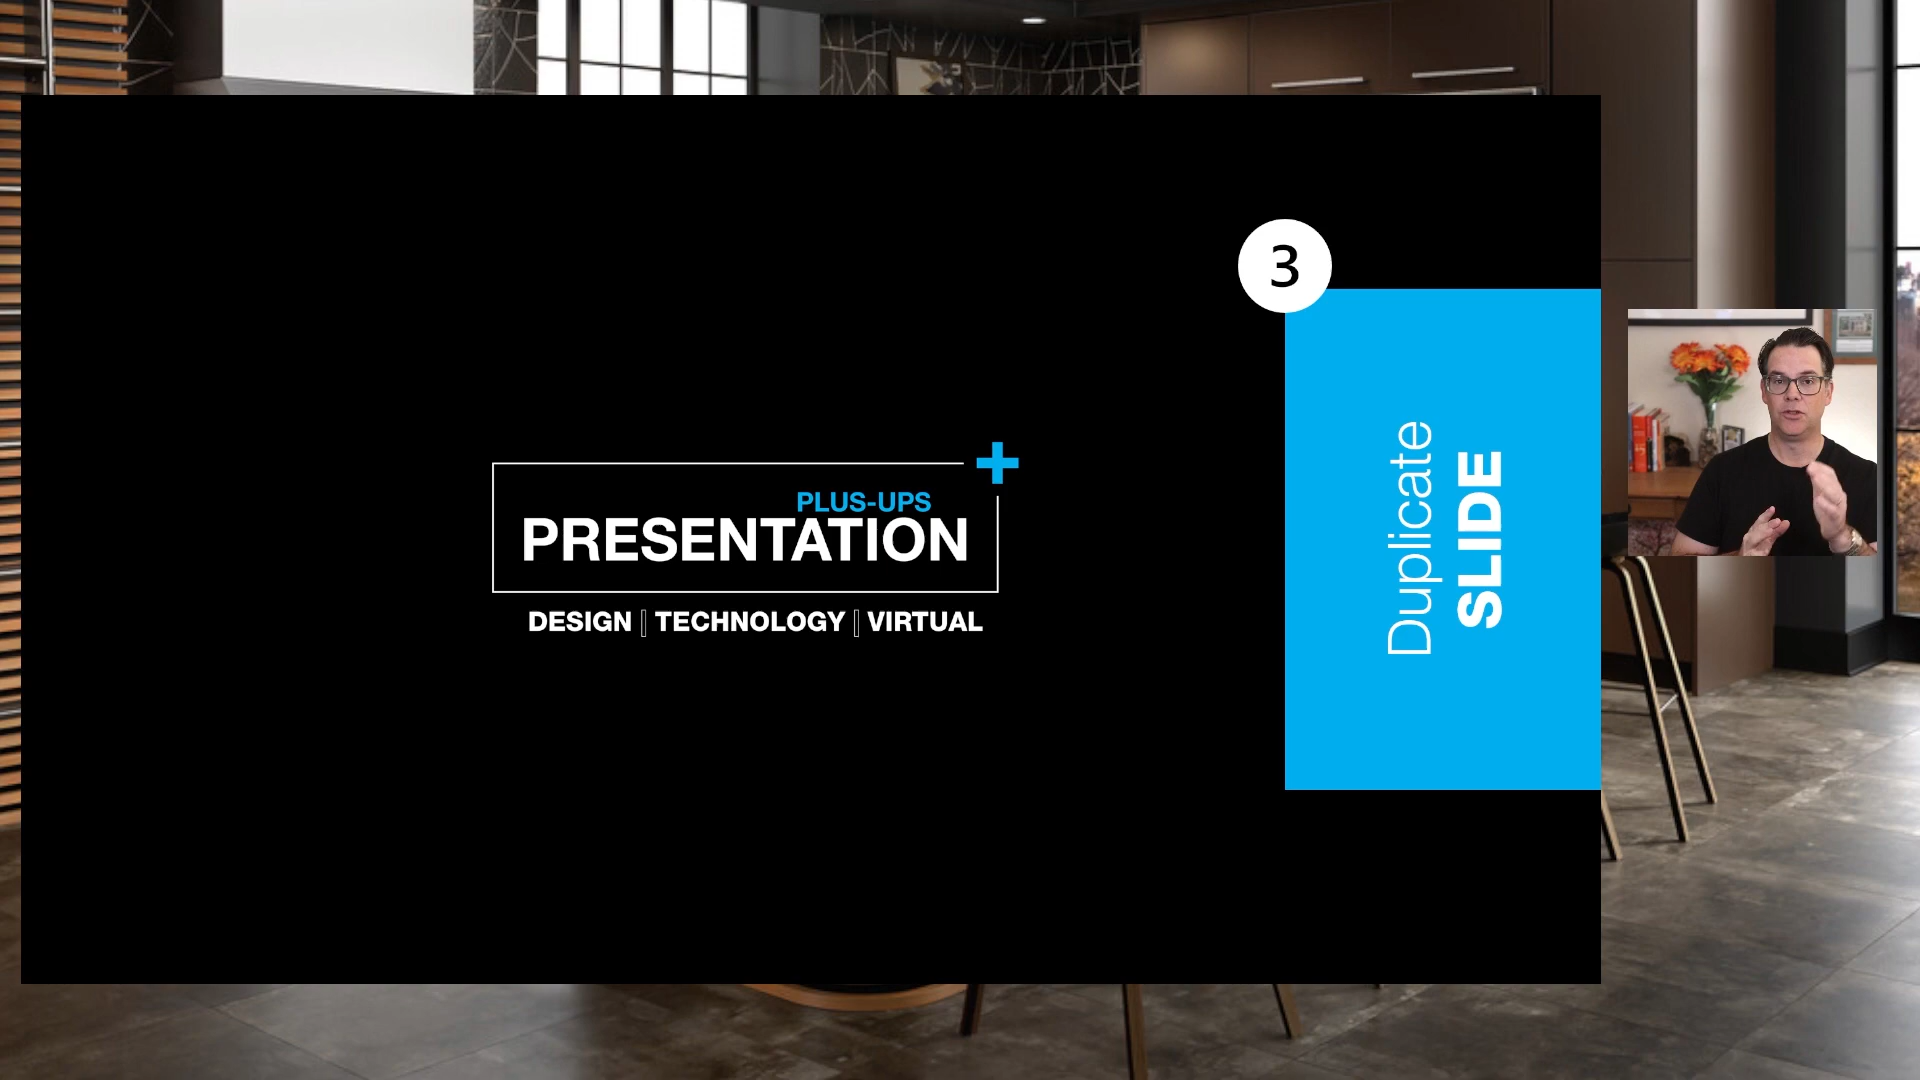 3
PLUS-UPS
PRESENTATION
DESIGN | TECHNOLOGY | VIRTUAL
Duplicate
SLIDE